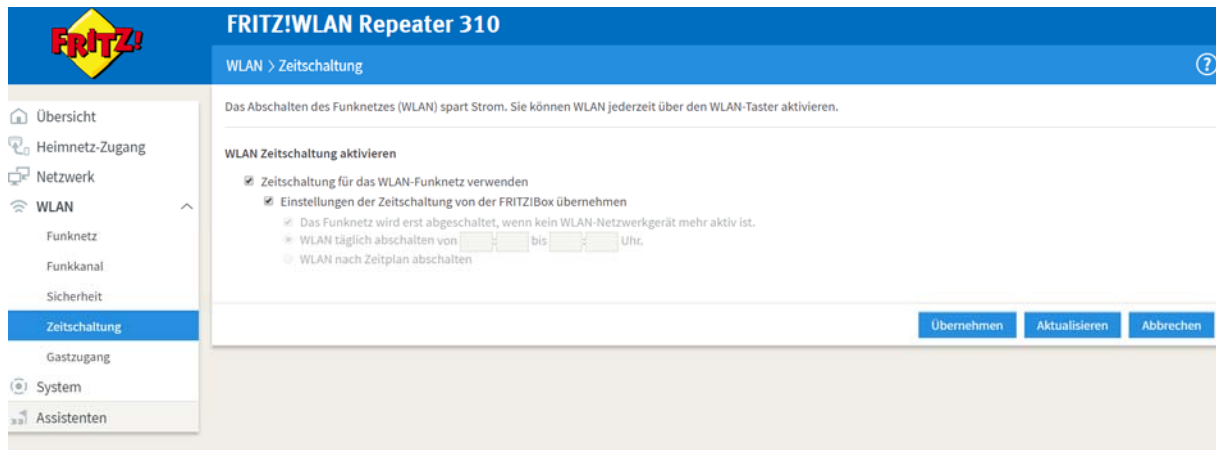 FRITZ!
FRITZ!WLAN Repeater 310
WLAN > Zeitschaltung
?
Übersicht
Heimnetz-Zugang
Netzwerk
WLAN
Funknetz
Funkkanal
Sicherheit
Zeitschaltung
Gastzugang
System
Assistenten
Das Abschalten des Funknetzes (WLAN) spart Strom. Sie können WLAN jederzeit über den WLAN-Taster aktivieren.
WLAN Zeitschaltung aktivieren
Zeitschaltung für das WLAN-Funknetz verwenden
Einstellungen der Zeitschaltung von der FRITZ!Box übernehmen
Das Funknetz wird erst abgeschaltet, wenn kein WLAN-Netzwerkgerät mehr aktiv ist.
WLAN täglich abschalten von : bis : Uhr.
WLAN nach Zeitplan abschalten
Übernehmen Aktualisieren Abbrechen